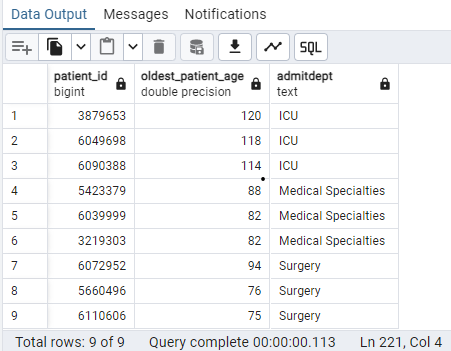 Data Output Messages Notifications
SQL
patient_id oldest_patient_age admitdept
bigint double precision text
1 3879653 120 ICU
2 6049698 118 ICU
3 6090388 114 ICU
4 5423379 88 Medical Specialties
5 6039999 82 Medical Specialties
6 3219303 82 Medical Specialties
7 6072952 94 Surgery
8 5660496 76 Surgery
9 6110606 75 Surgery
Total rows: 9 of 9 Query complete 00:00:00.113 Ln 221, Col 4